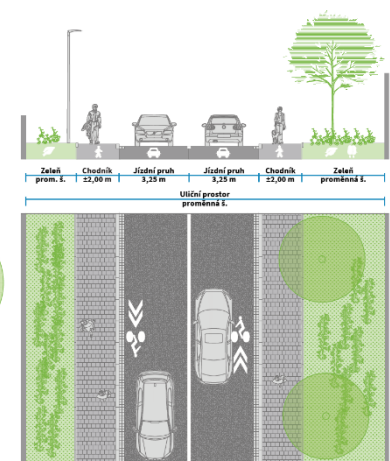 Zeleň
prom. š.
Chodník
±2,00 m
Jízdní pruh
3,25 m
Jízdní pruh
3,25 m
Chodník
±2,00 m
Zeleň
proměnná š.
Uliční prostor
proměnná š.